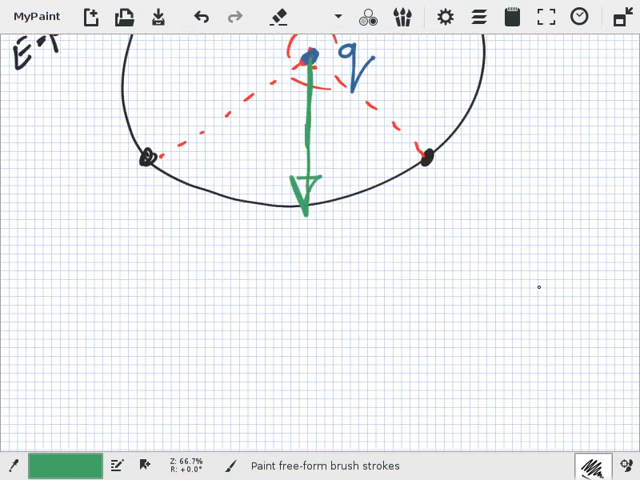 MyPaint
q
Z: 66.7%
R: +0.0°
Paint free-form brush strokes